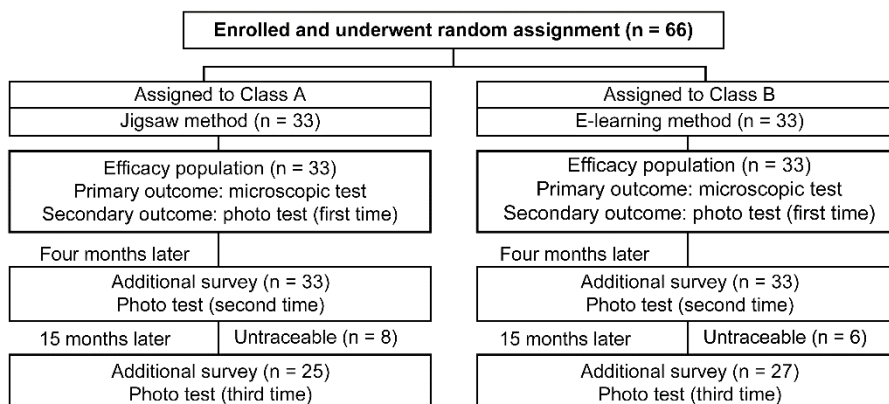 Enrolled and underwent random assignment (n = 66)
Assigned to Class A
Jigsaw method (n = 33)
Efficacy population (n = 33)
Primary outcome: microscopic test
Secondary outcome: photo test (first time)
Four months later
Additional survey (n = 33)
Photo test (second time)
15 months later
Untraceable (n = 8)
Additional survey (n = 25)
Photo test (third time)
Assigned to Class B
E-learning method (n = 33)
Efficacy population (n = 33)
Primary outcome: microscopic test
Secondary outcome: photo test (first time)
Four months later
Additional survey (n = 33)
Photo test (second time)
15 months later
Untraceable (n = 6)
Additional survey (n = 27)
Photo test (third time)